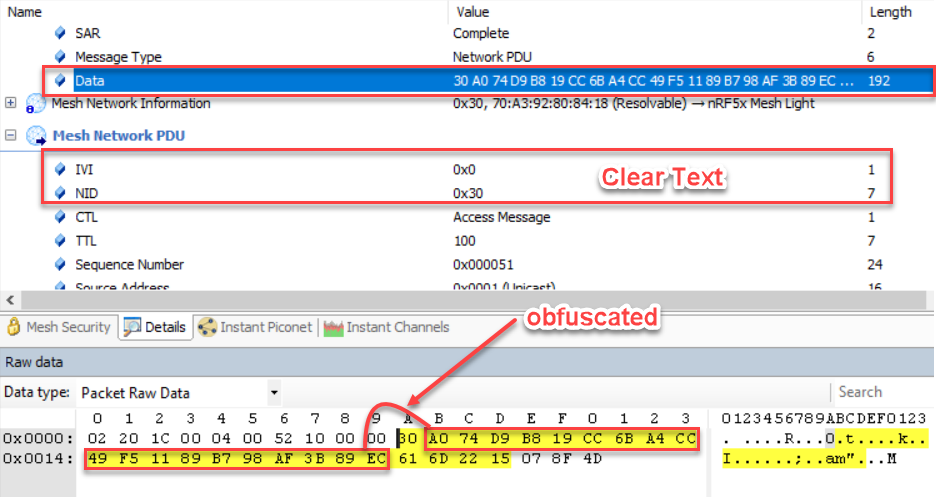 Name Value Length
SAR Complete 2
Message Type Network PDU 6
Data 30 A0 74 D9 B8 19 CC 6B A4 CC 49 F5 11 89 B7 98 AF 3B 89 EC ... 192
Mesh Network Information 0x30, 70:A3:92:80:84:18 (Resolvable) → nRF5x Mesh Light
Mesh Network PDU
IVI 0x0 1
Clear Text
NID 0x30 7
CTL Access Message 1
TTL 100 7
Sequence Number 0x000051 24
Source Address 0x0001 (Unicast) 16
Mesh Security Details Instant Piconet Instant Channels
obfuscated
Raw data
Data type: Packet Raw Data Search
0 1 2 3 4 5 6 7 8 9 A B C D E F 0 1 2 3 0123456789ABCDEF0123
0x0000: 02 20 1C 00 04 00 52 10 00 00 30 A0 74 D9 B8 19 CC 6B A4 CC . ....R...0.t....k..
0x0014: 49 F5 11 89 B7 98 AF 3B 89 EC 61 6D 22 15 07 8F 4D I......;..am"...M